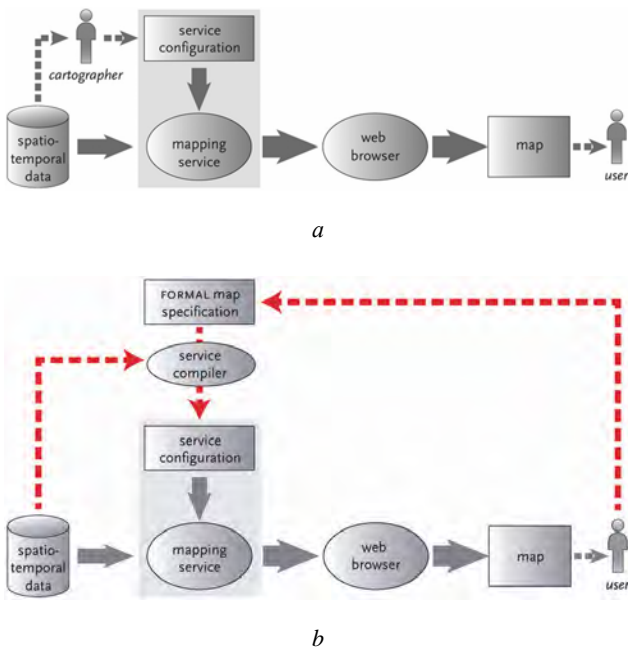 service
configuration
cartographer
spatio-
temporal
data
mapping
service
web
browser
map
user
a
FORMAL map
specification
service
compiler
service
configuration
spatio-
temporal
data
mapping
service
web
browser
map
user
b